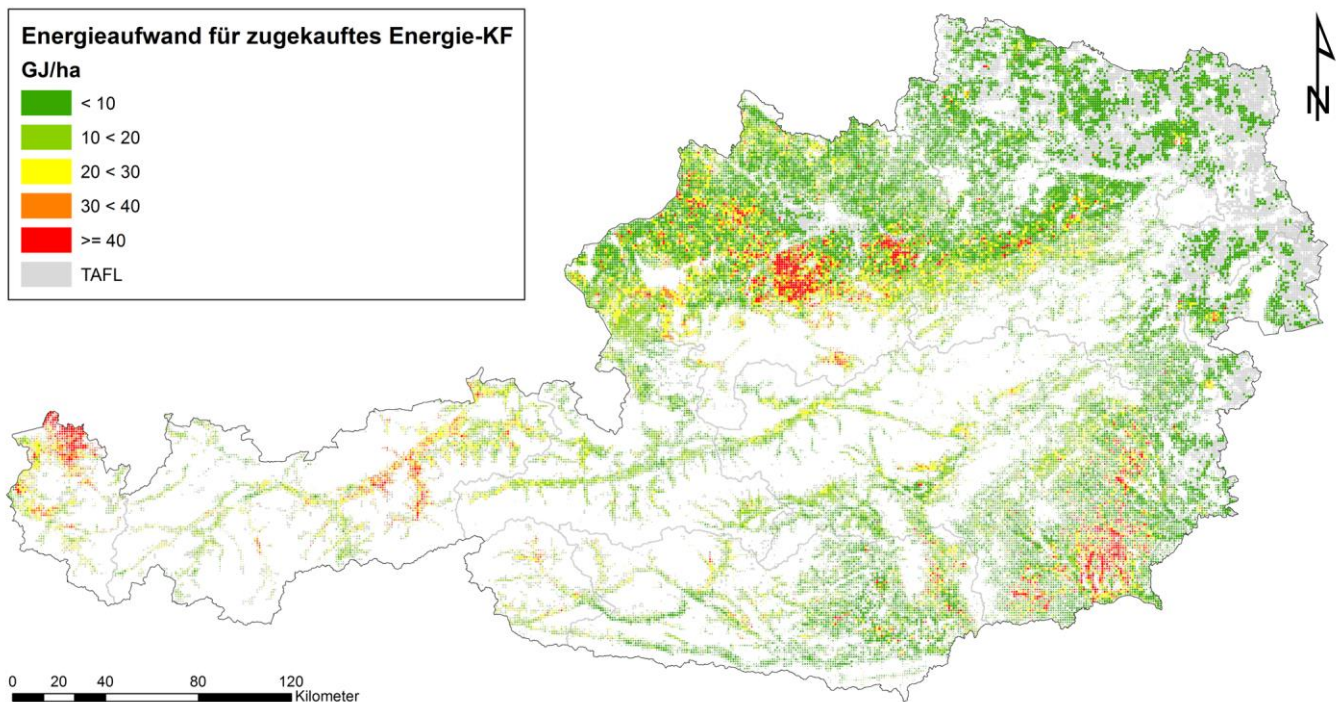 Energieaufwand für zugekauftes Energie-KF
GJ/ha
< 10
10 < 20
20 < 30
30 < 40
>= 40
TAFL
N
0 20 40 80 120
Kilometer